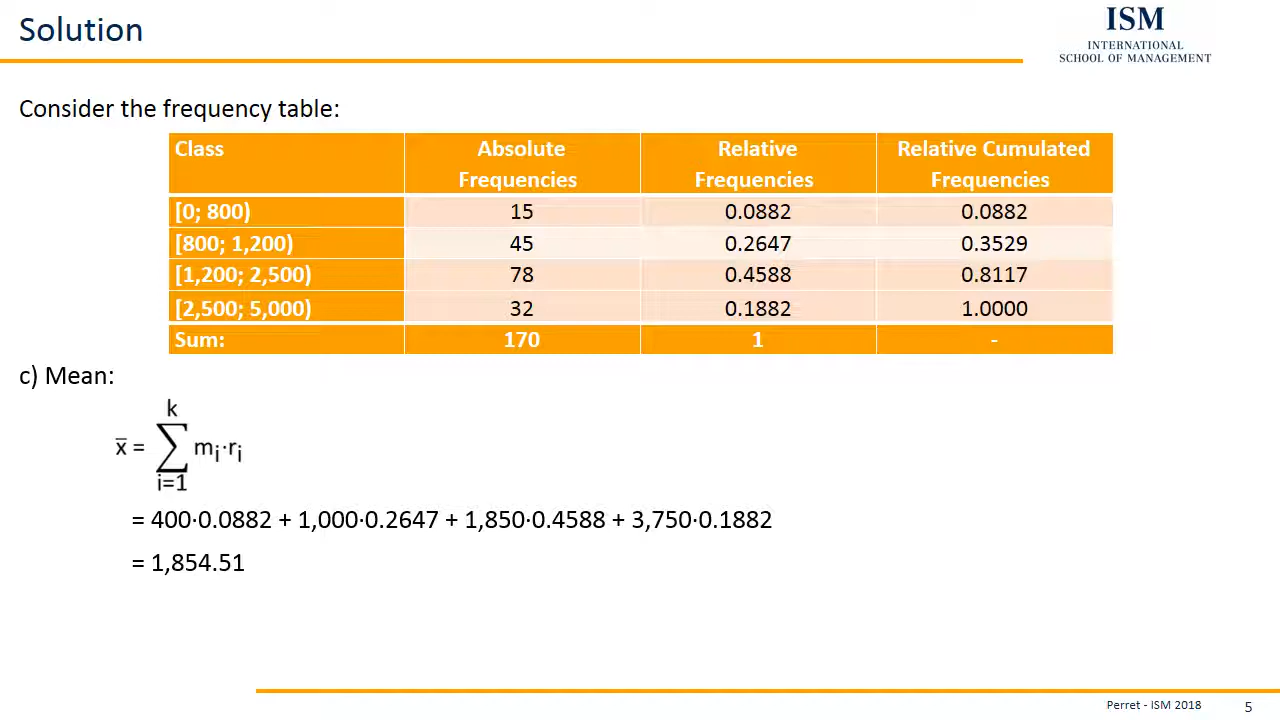 Solution
ISM
INTERNATIONAL
SCHOOL OF MANAGEMENT
Consider the frequency table:
Class Absolute Frequencies Relative Frequencies Relative Cumulated Frequencies
[0; 800) 15 0.0882 0.0882
[800; 1,200) 45 0.2647 0.3529
[1,200; 2,500) 78 0.4588 0.8117
[2,500; 5,000) 32 0.1882 1.0000
Sum: 170 1 -
c) Mean:
k
x̅ = ∑ mᵢ·rᵢ
i=1
= 400·0.0882 + 1,000·0.2647 + 1,850·0.4588 + 3,750·0.1882
= 1,854.51
Perret - ISM 2018 5